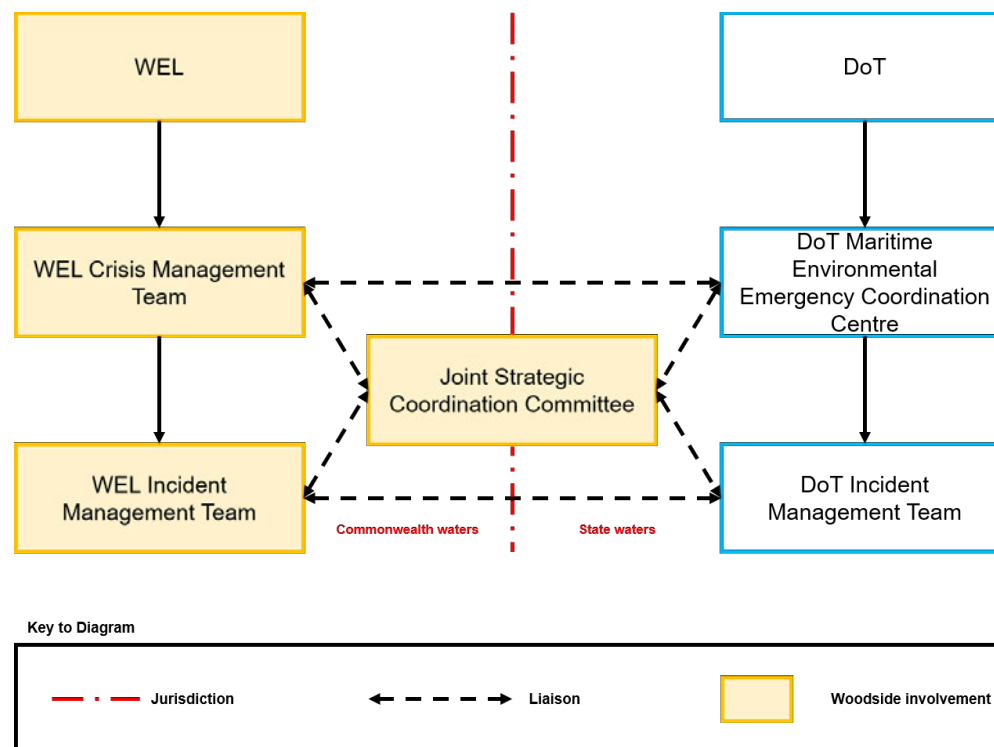 WEL
DoT
WEL Crisis Management
Team
DoT Maritime
Environmental
Emergency Coordination
Centre
Joint Strategic
Coordination Committee
WEL Incident
Management Team
DoT Incident
Management Team
Commonwealth waters
State waters
Key to Diagram
Jurisdiction
Liaison
Woodside involvement